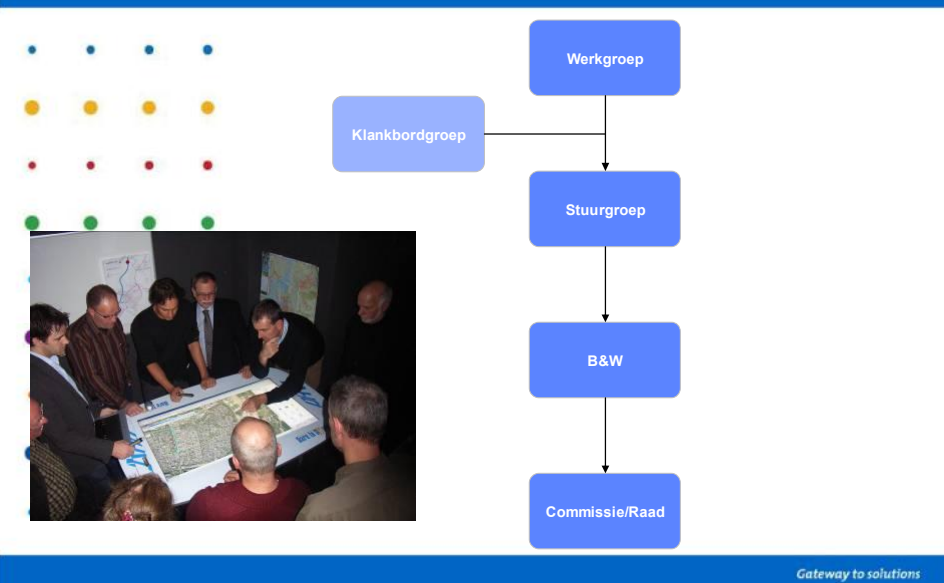 Werkgroep
Klankbordgroep
Stuurgroep
B&W
Commissie/Raad
Gateway to solutions